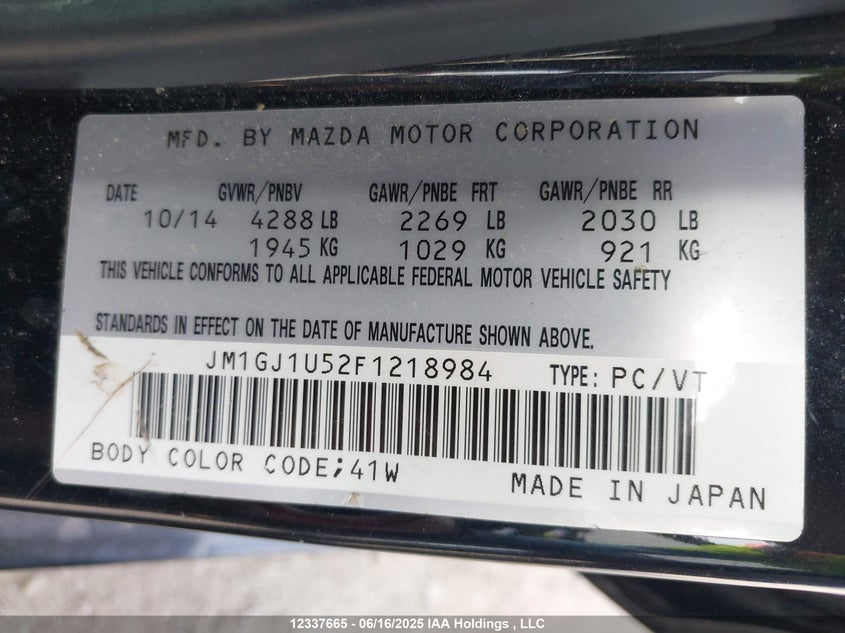 MFD. BY MAZDA MOTOR CORPORATION
DATE GVWR/PNBV GAWR/PNBE FRT GAWR/PNBE RR
10/14 4288 LB 2269 LB 2030 LB
1945 KG 1029 KG 921 KG
THIS VEHICLE CONFORMS TO ALL APPLICABLE FEDERAL MOTOR VEHICLE SAFETY
STANDARDS IN EFFECT ON THE DATE OF MANUFACTURE SHOWN ABOVE.
JM1GJ1U52F1218984 TYPE: PC/VT
BODY COLOR CODE;41W
MADE IN JAPAN
12337665 - 06/16/2025 IAA Holdings , LLC